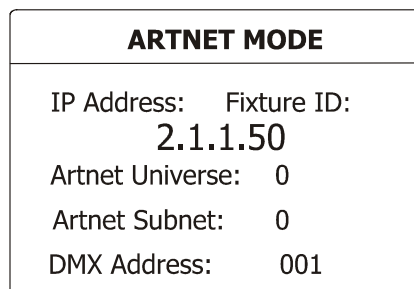 ARTNET MODE
IP Address: Fixture ID:
2.1.1.50
Artnet Universe: 0
Artnet Subnet: 0
DMX Address: 001